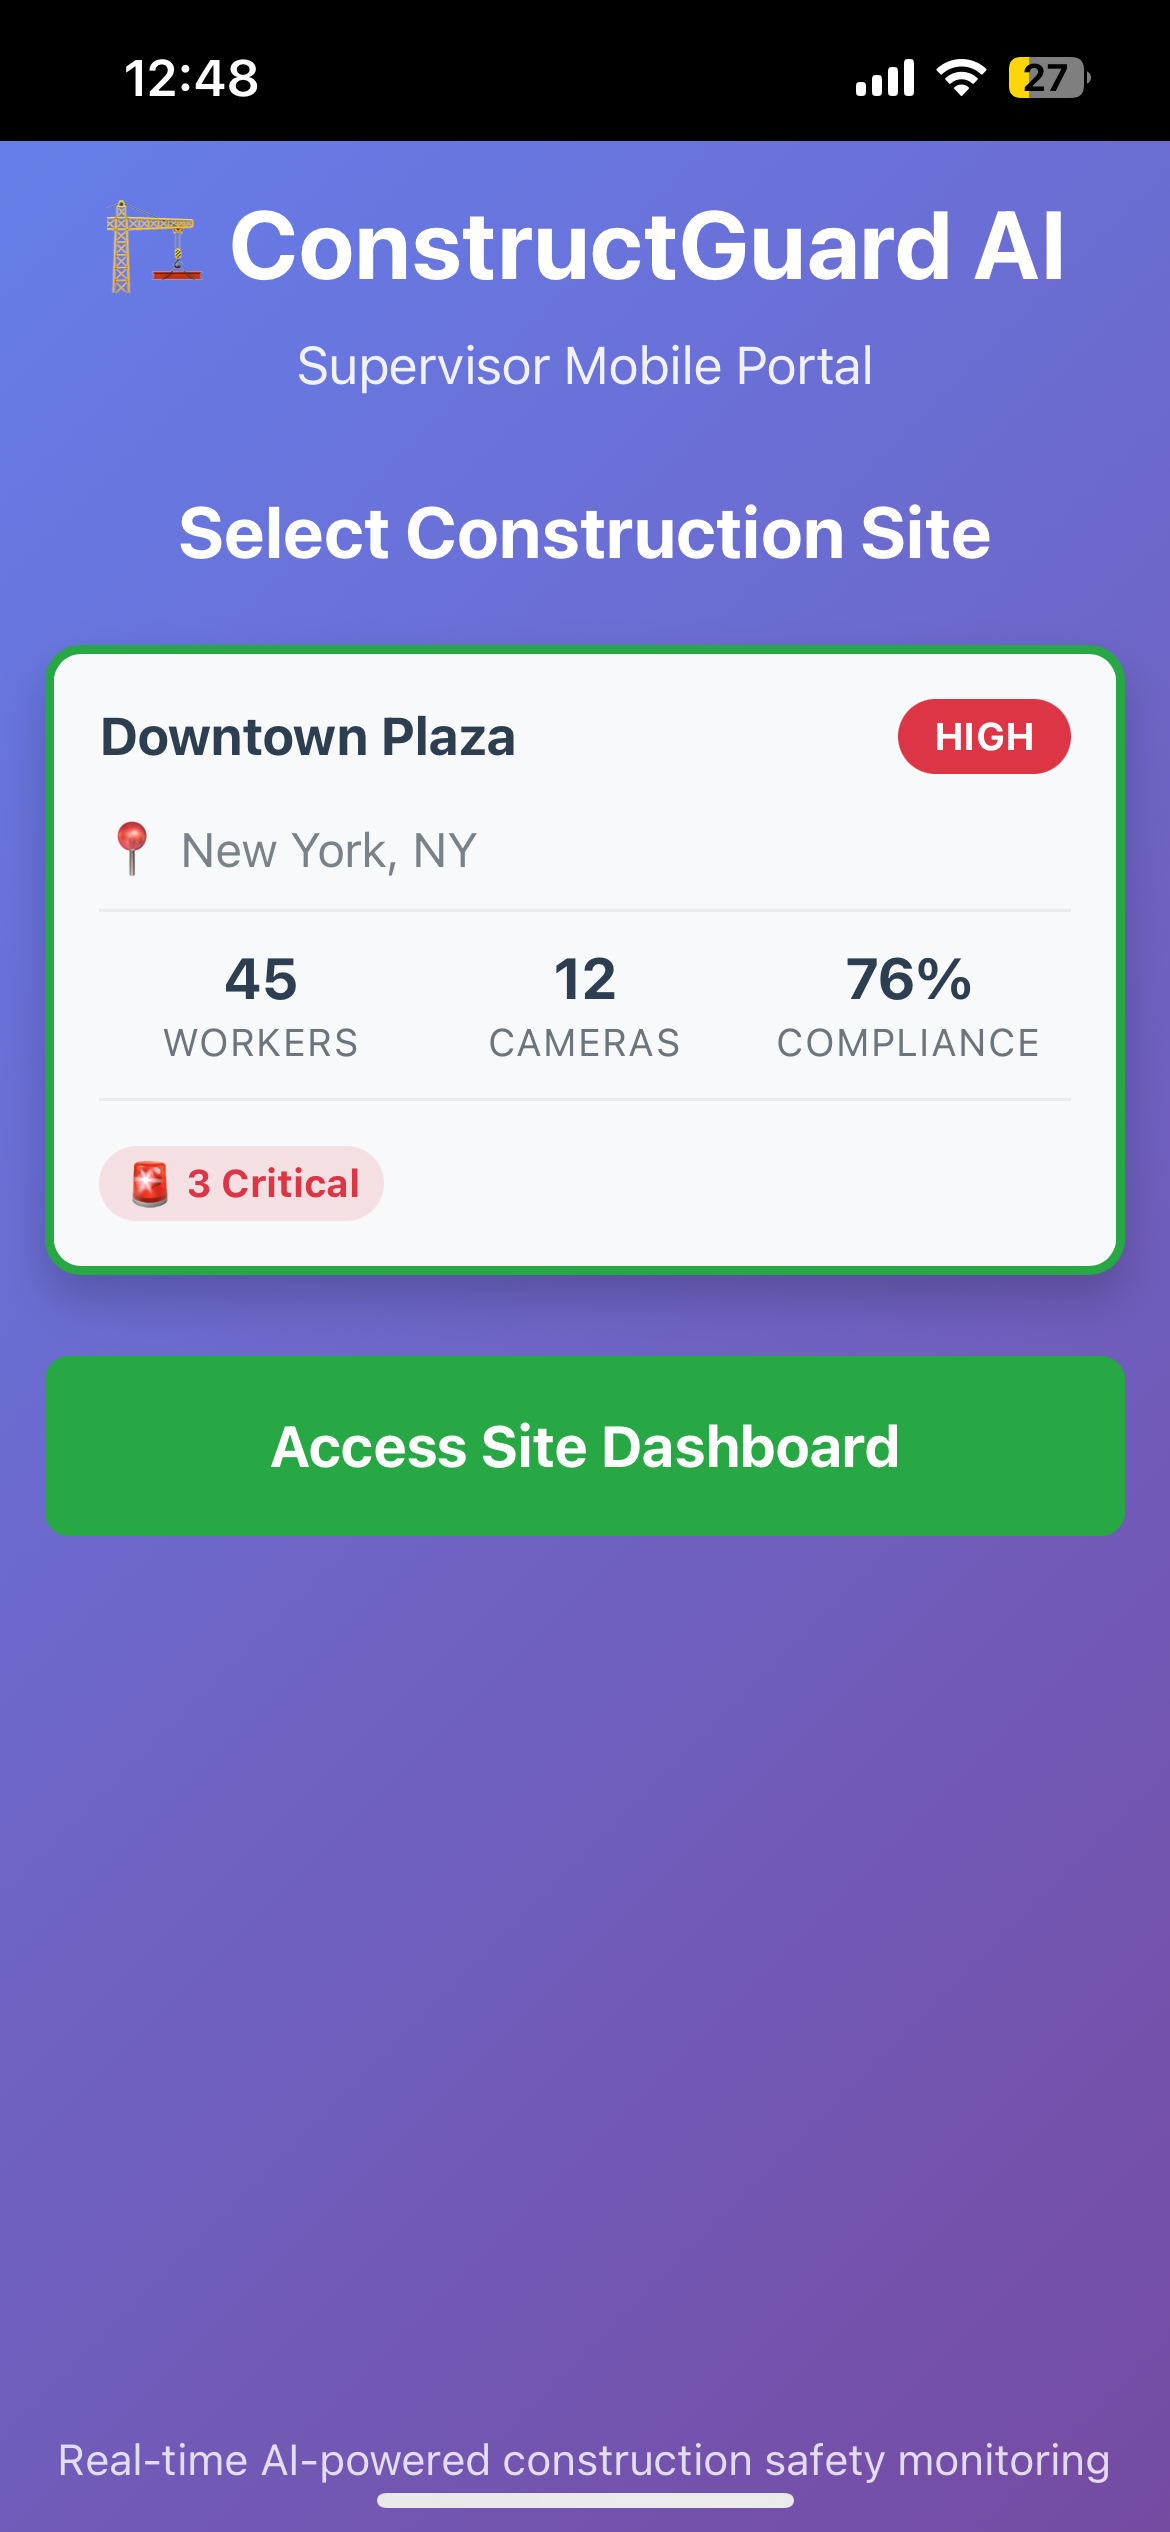 12:48
27
ConstructGuard AI
Supervisor Mobile Portal
Select Construction Site
Downtown Plaza
HIGH
New York, NY
45
WORKERS
12
CAMERAS
76%
COMPLIANCE
3 Critical
Access Site Dashboard
Real-time AI-powered construction safety monitoring